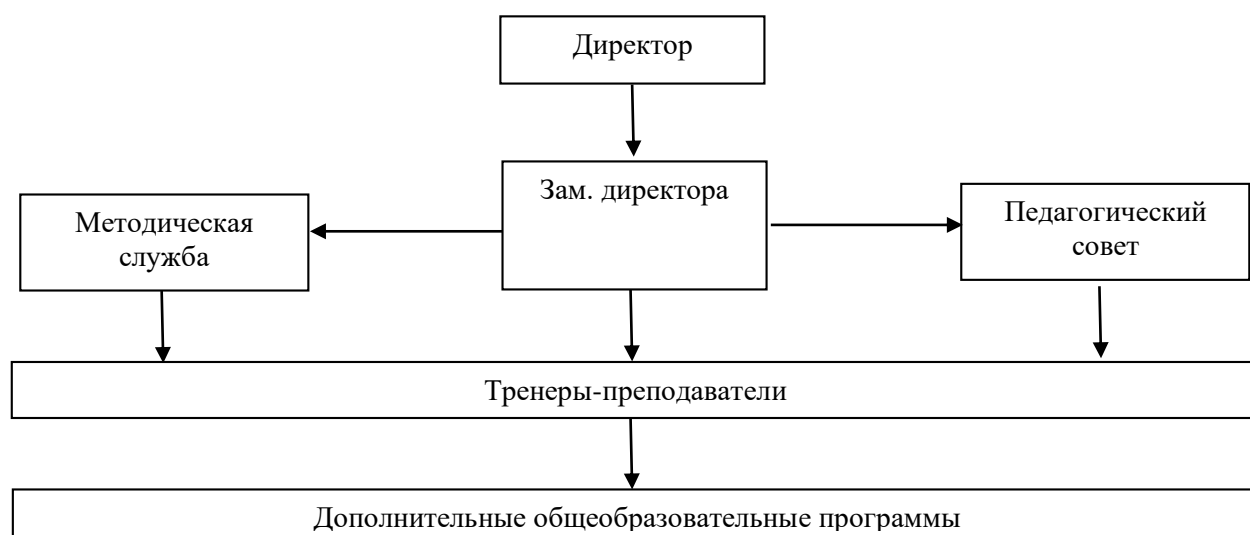 Директор
Зам. директора
Методическая
служба
Педагогический
совет
Тренеры-преподаватели
Дополнительные общеобразовательные программы